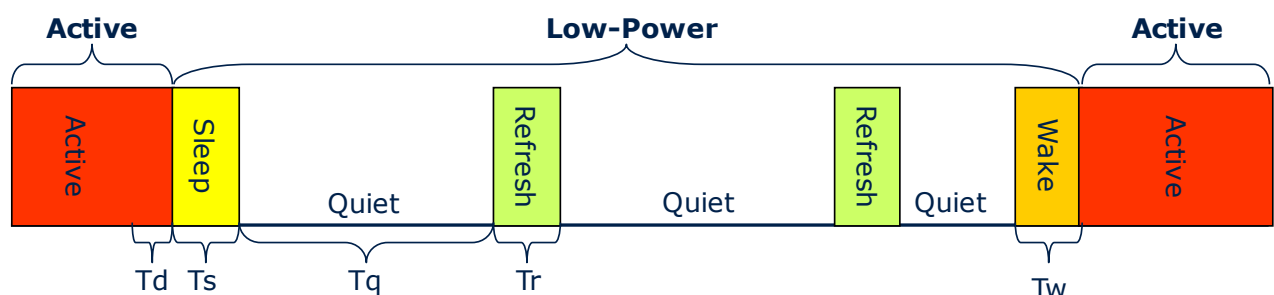 Active Low-Power Active
Active Sleep Refresh Refresh Wake Active
Quiet Quiet Quiet
Td Ts Tq Tr Tw